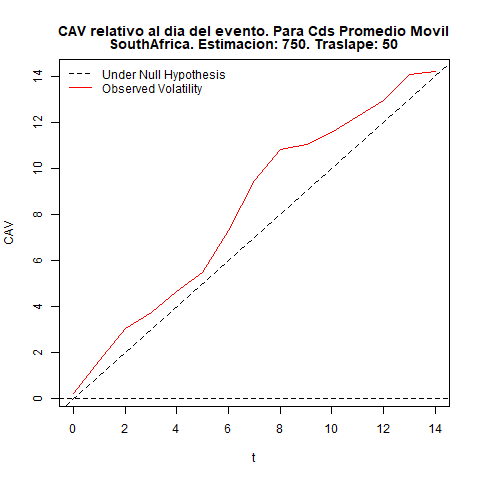 CAV relativo al dia del evento. Para Cds Promedio Movil
SouthAfrica. Estimacion: 750. Traslape: 50
Under Null Hypothesis
Observed Volatility
14
12
10
8
6
4
2
0
CAV
0 2 4 6 8 10 12 14
t